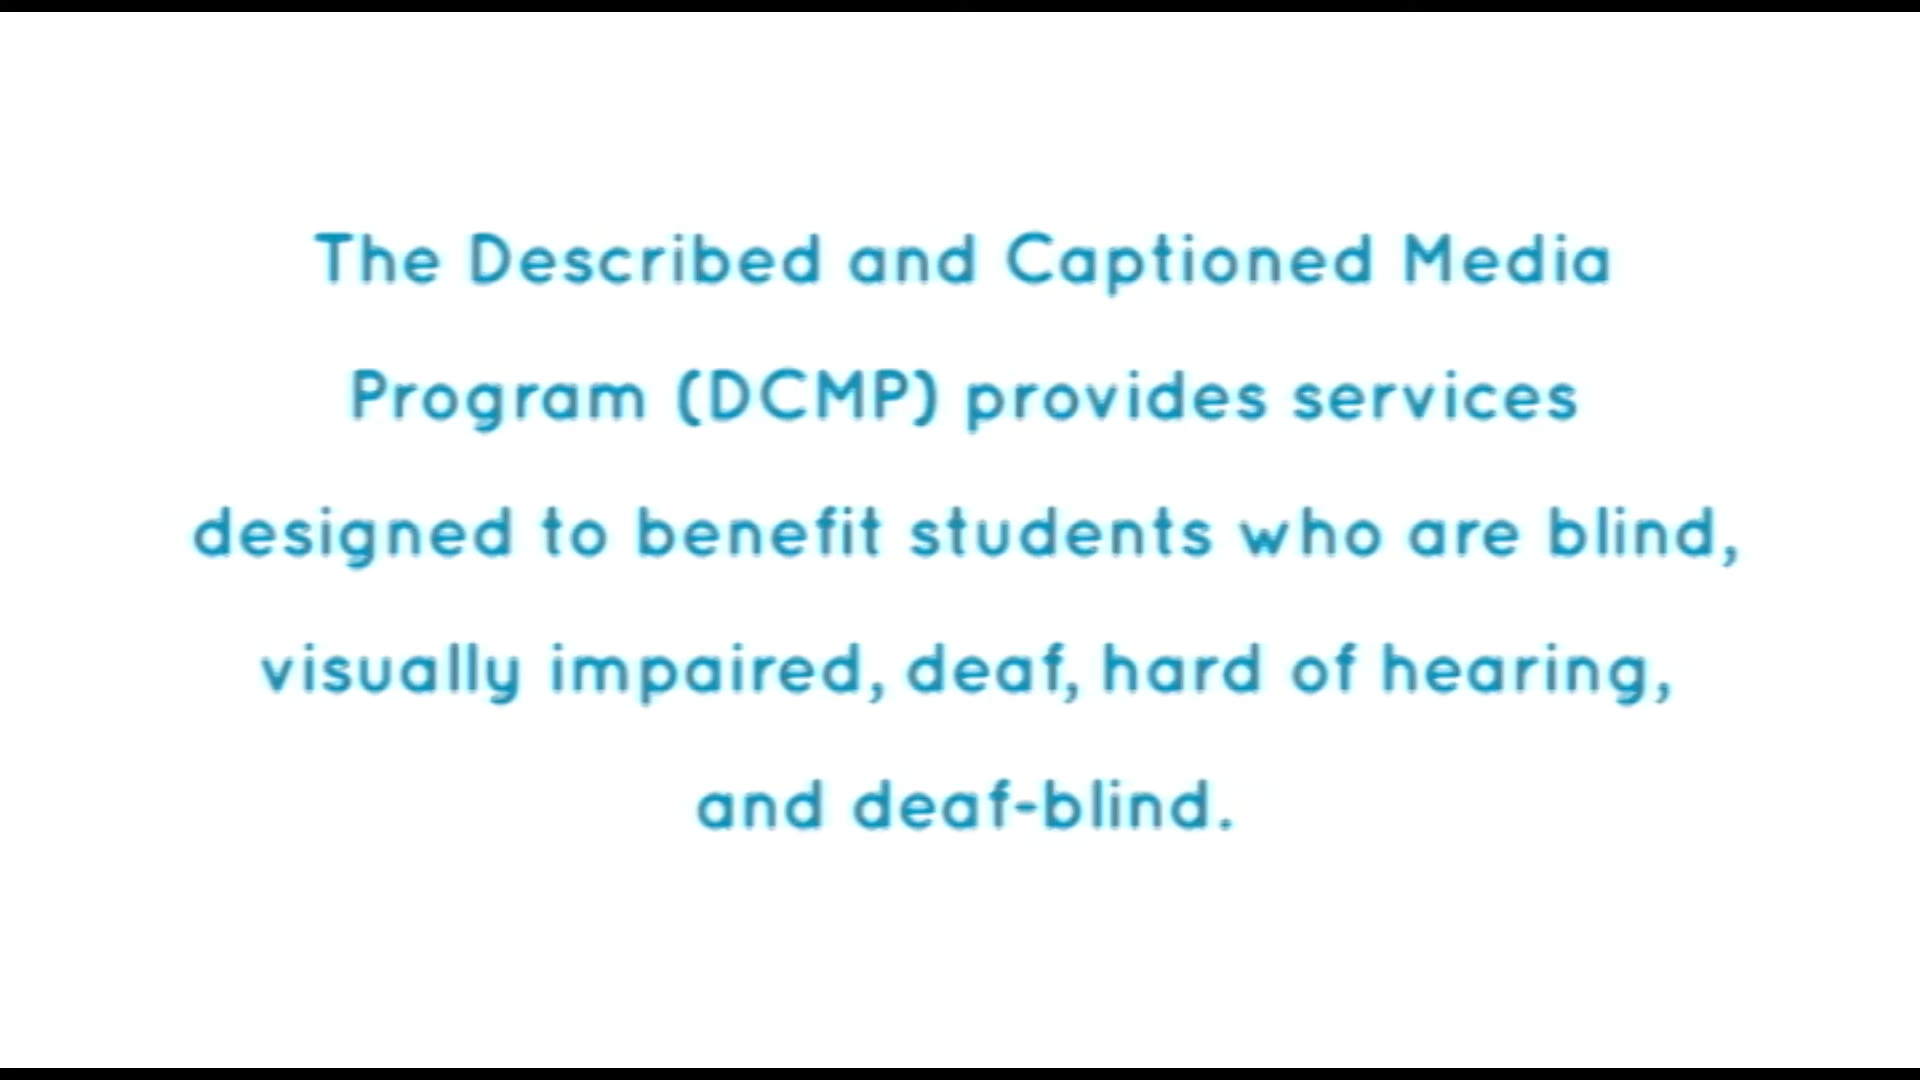 The Described and Captioned Media
Program (DCMP) provides services
designed to benefit students who are blind,
visually impaired, deaf, hard of hearing,
and deaf-blind.